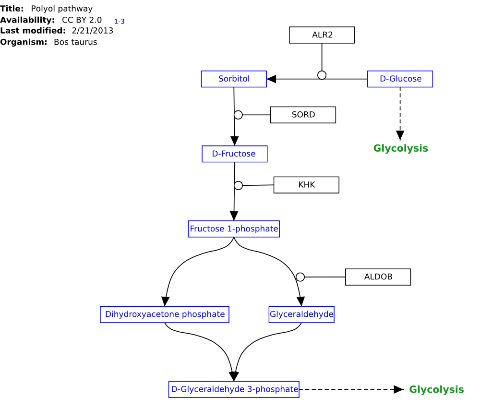 Title: Polyol pathway
Availability: CC BY 2.0 1-3
Last modified: 2/21/2013
Organism: Bos taurus
ALR2
Sorbitol
D-Glucose
SORD
Glycolysis
D-Fructose
KHK
Fructose 1-phosphate
ALDOB
Dihydroxyacetone phosphate
Glyceraldehyde
D-Glyceraldehyde 3-phosphate
Glycolysis